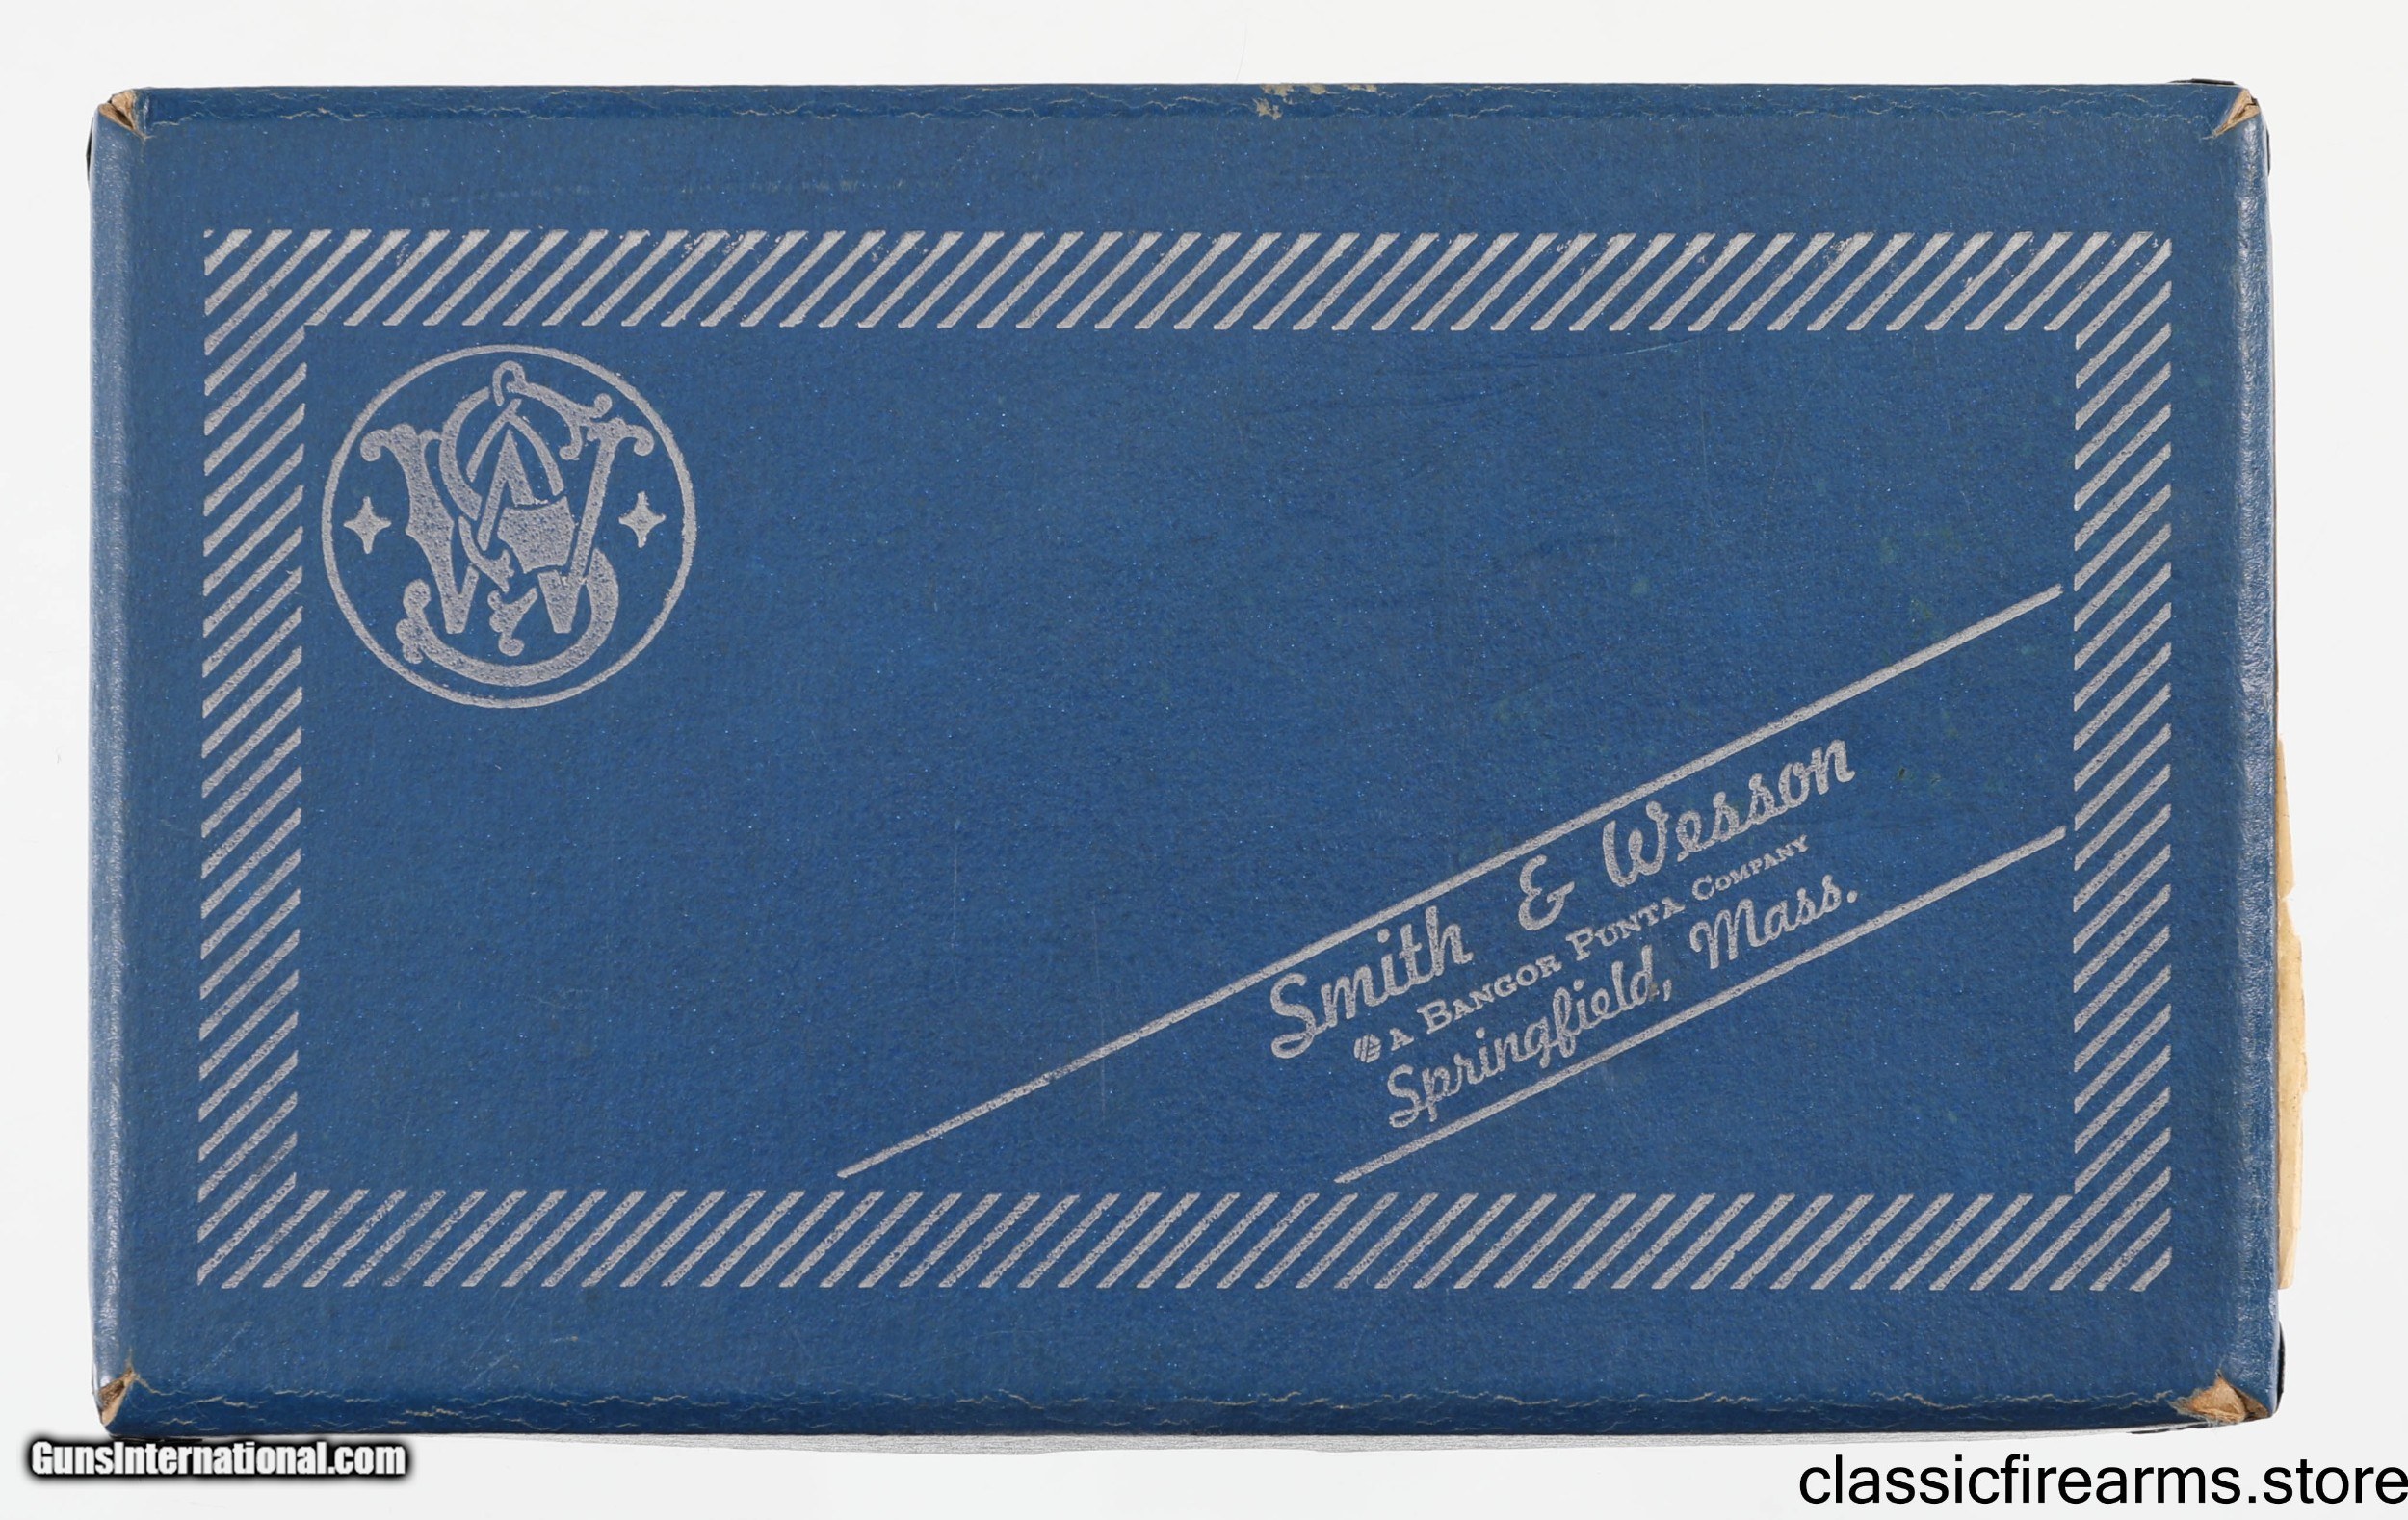 Smith & Wesson
A BANGOR PUNTA COMPANY
Springfield, Mass.
GunsInternational.com
classicfirearms.store